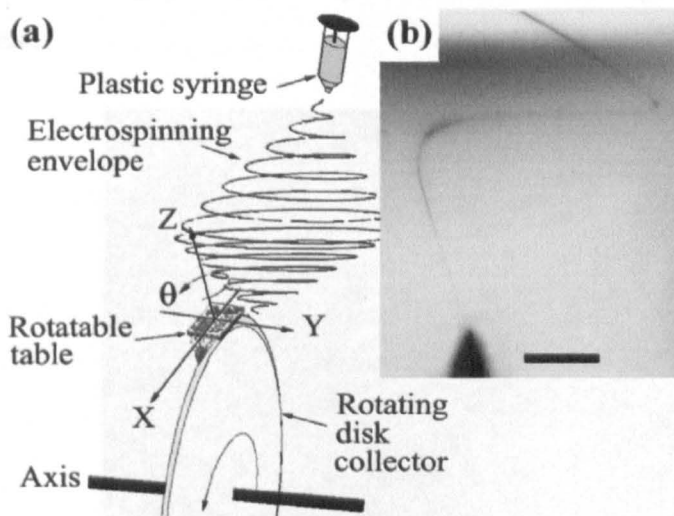 (a)
Plastic syringe
Electrospinning
envelope
Z
θ
Rotatable
table
Y
X
Rotating
disk
collector
Axis
(b)